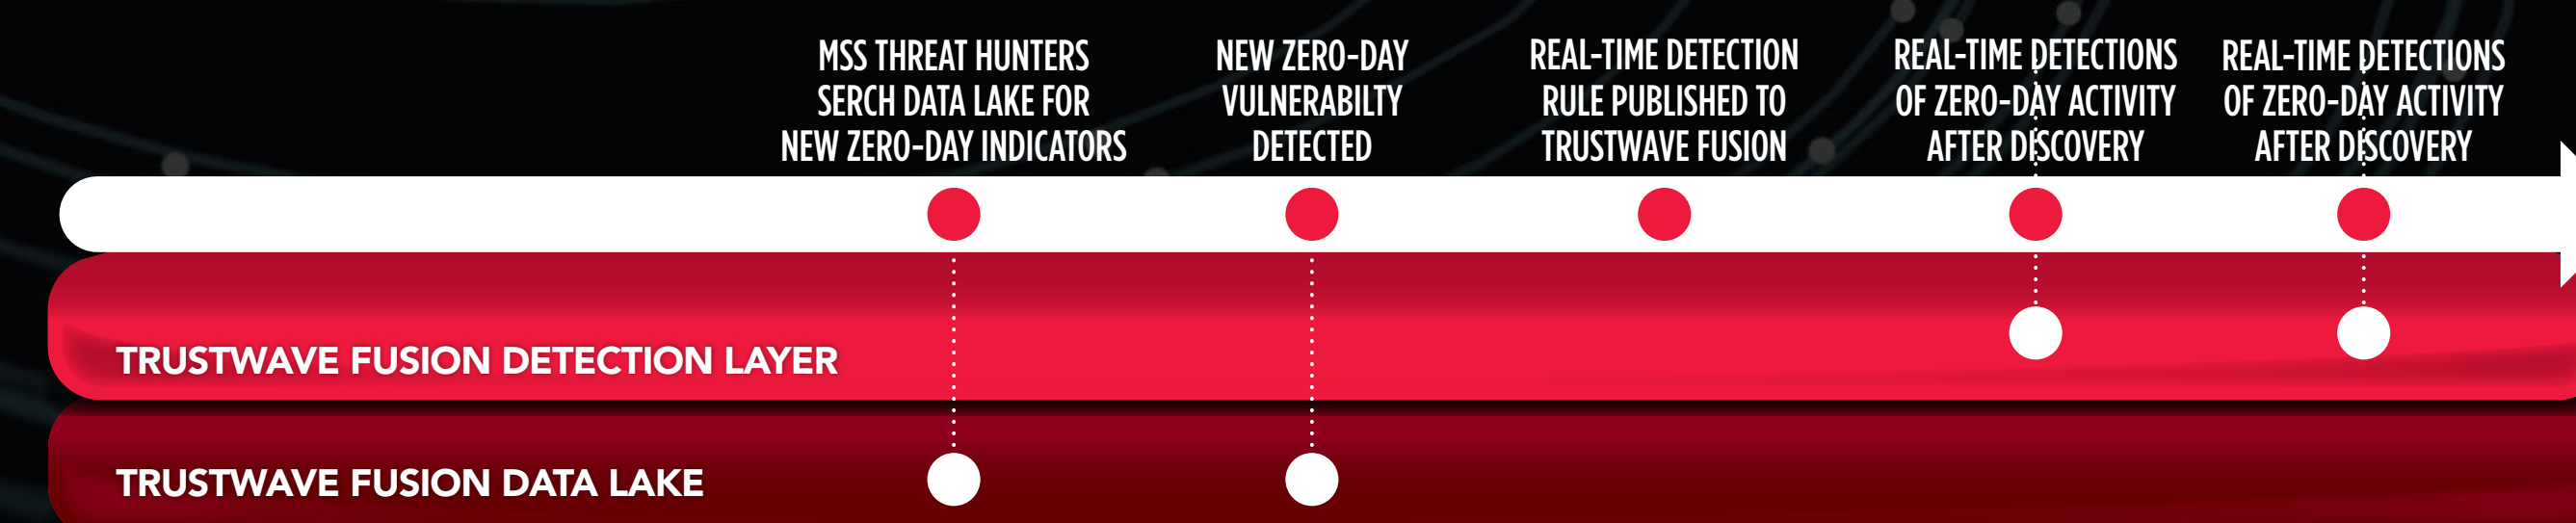 MSS THREAT HUNTERS
SERCH DATA LAKE FOR
NEW ZERO-DAY INDICATORS
NEW ZERO-DAY
VULNERABILTY
DETECTED
REAL-TIME DETECTION
RULE PUBLISHED TO
TRUSTWAVE FUSION
REAL-TIME DETECTIONS
OF ZERO-DAY ACTIVITY
AFTER DISCOVERY
REAL-TIME DETECTIONS
OF ZERO-DAY ACTIVITY
AFTER DISCOVERY
TRUSTWAVE FUSION DETECTION LAYER
TRUSTWAVE FUSION DATA LAKE